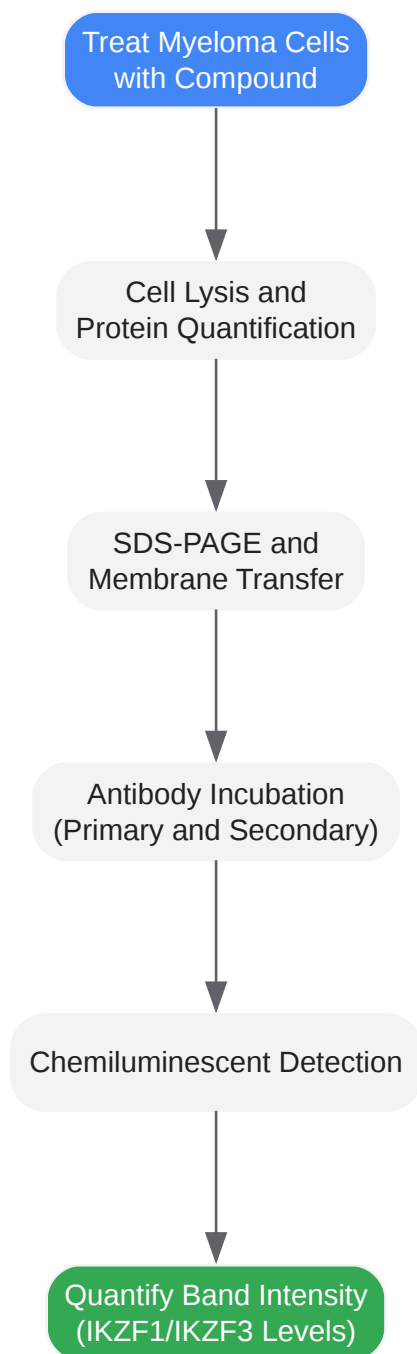 Treat Myeloma Cells
with Compound
Cell Lysis and
Protein Quantification
SDS-PAGE and
Membrane Transfer
Antibody Incubation
(Primary and Secondary)
Chemiluminescent Detection
Quantify Band Intensity
(IKZF1/IKZF3 Levels)